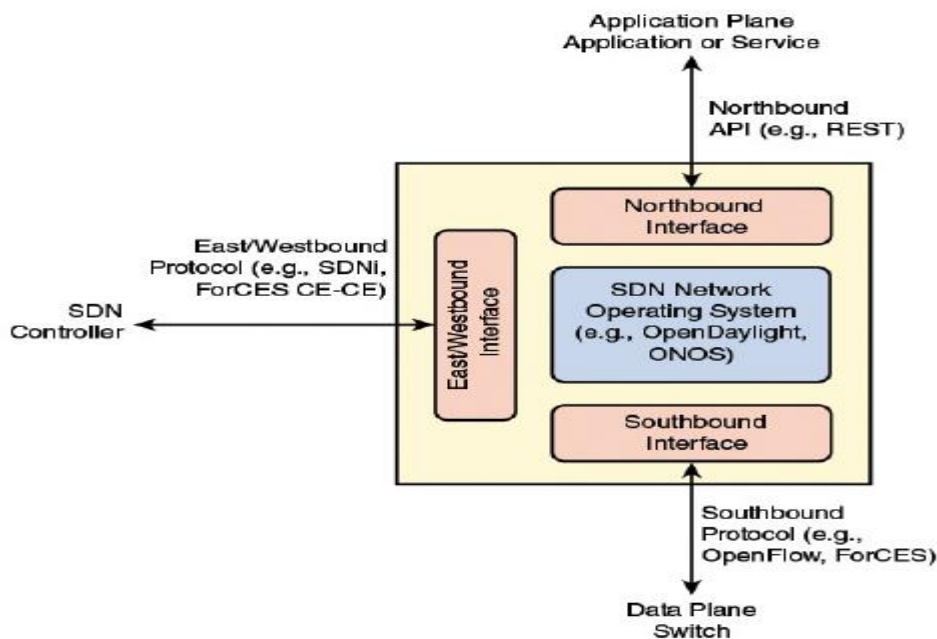 Application Plane
Application or Service
Northbound
API (e.g., REST)
Northbound
Interface
East/Westbound
Protocol (e.g., SDNi,
ForCES CE-CE)
SDN
Controller
East/Westbound
Interface
SDN Network
Operating System
(e.g., OpenDaylight,
ONOS)
Southbound
Interface
Southbound
Protocol (e.g.,
OpenFlow, ForCES)
Data Plane
Switch